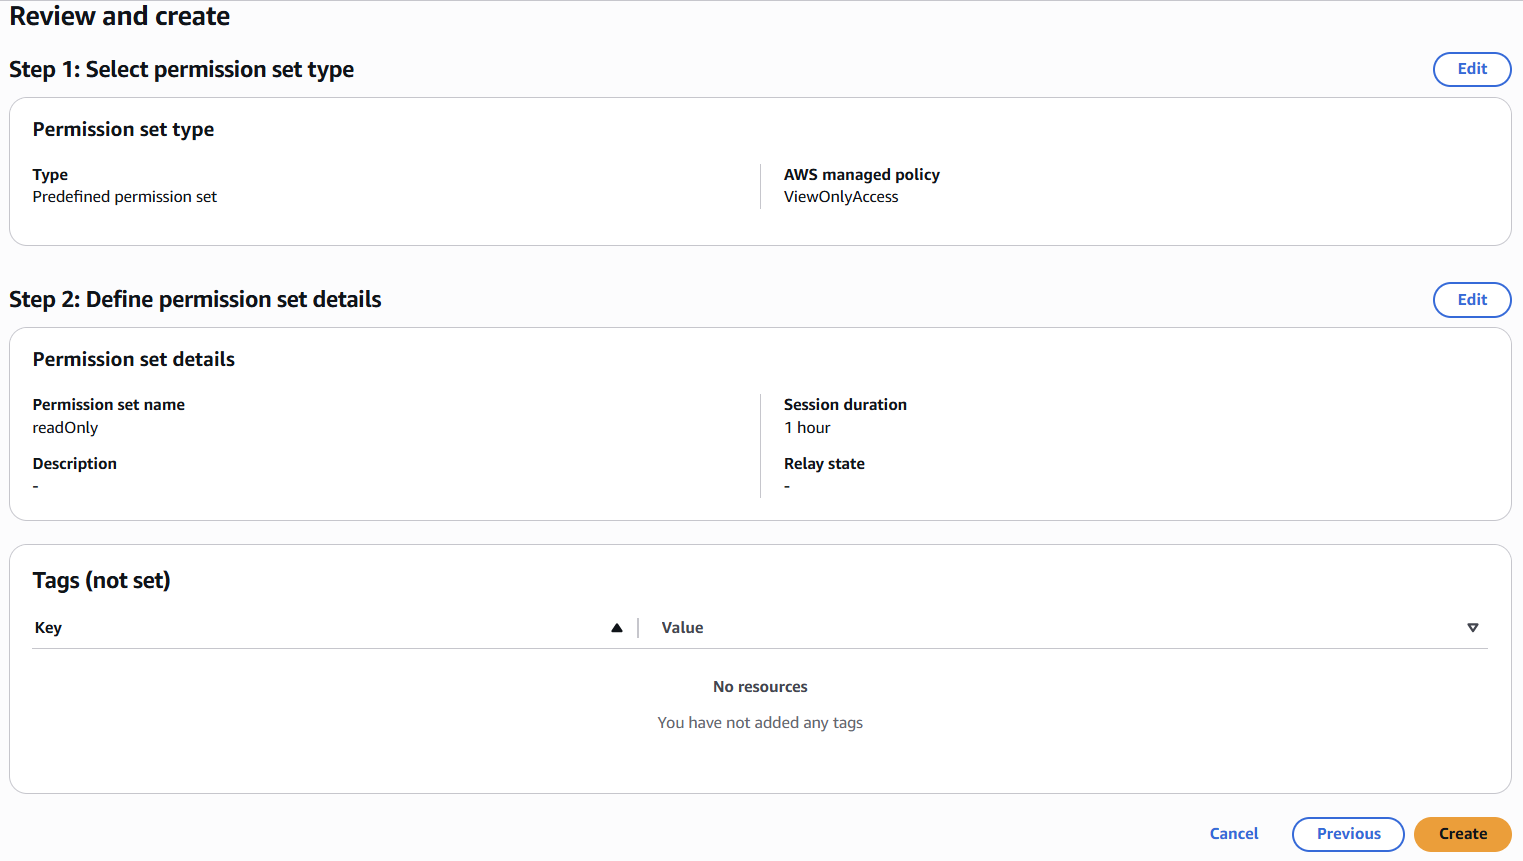 Review and create
Step 1: Select permission set type
Edit
Permission set type
Type
Predefined permission set
AWS managed policy
ViewOnlyAccess
Step 2: Define permission set details
Edit
Permission set details
Permission set name
readOnly
Session duration
1 hour
Description
-
Relay state
-
Tags (not set)
Key
Value
No resources
You have not added any tags
Cancel
Previous
Create